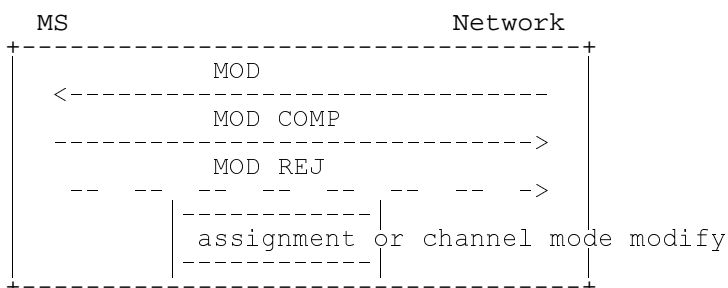 MS Network
MOD
MOD COMP
MOD REJ
assignment or channel mode modify